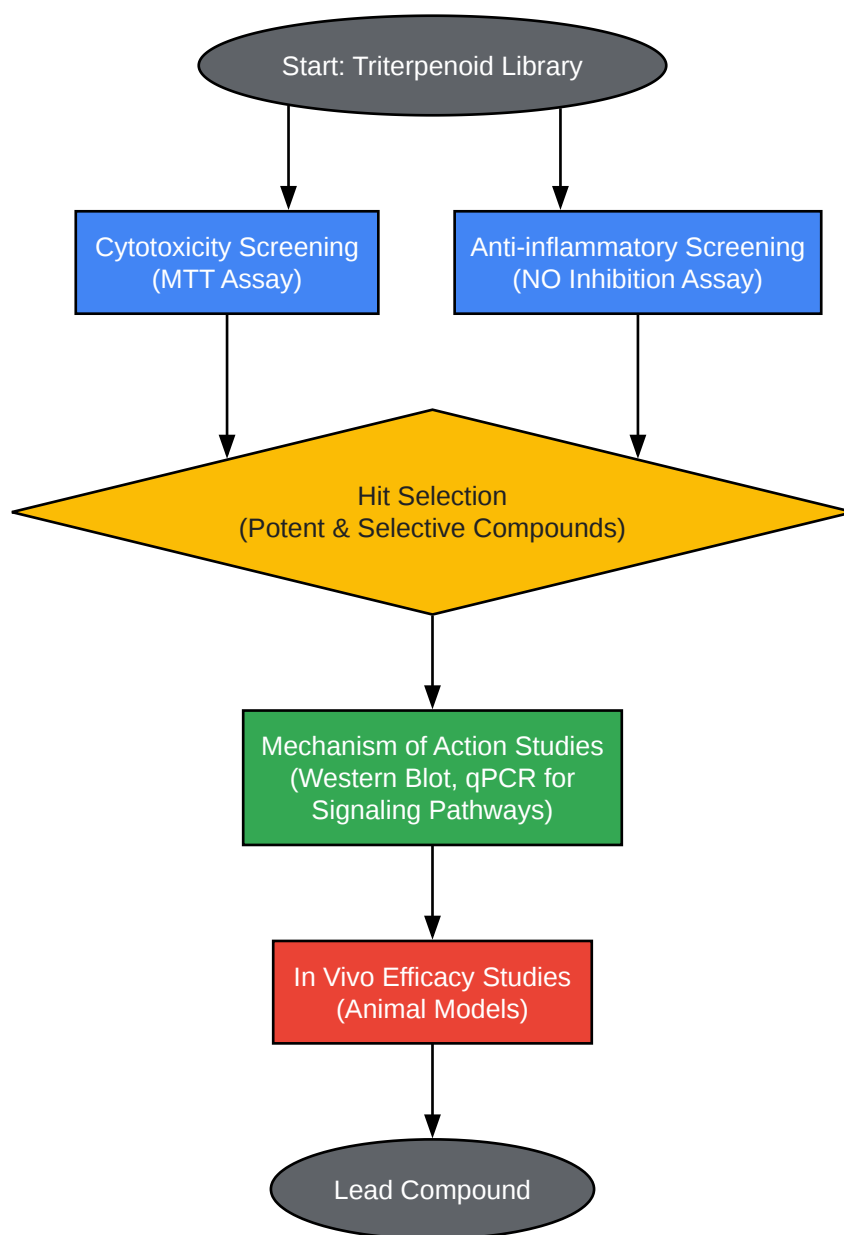 Start: Triterpenoid Library
Cytotoxicity Screening
(MTT Assay)
Anti-inflammatory Screening
(NO Inhibition Assay)
Hit Selection
(Potent & Selective Compounds)
Mechanism of Action Studies
(Western Blot, qPCR for
Signaling Pathways)
In Vivo Efficacy Studies
(Animal Models)
Lead Compound